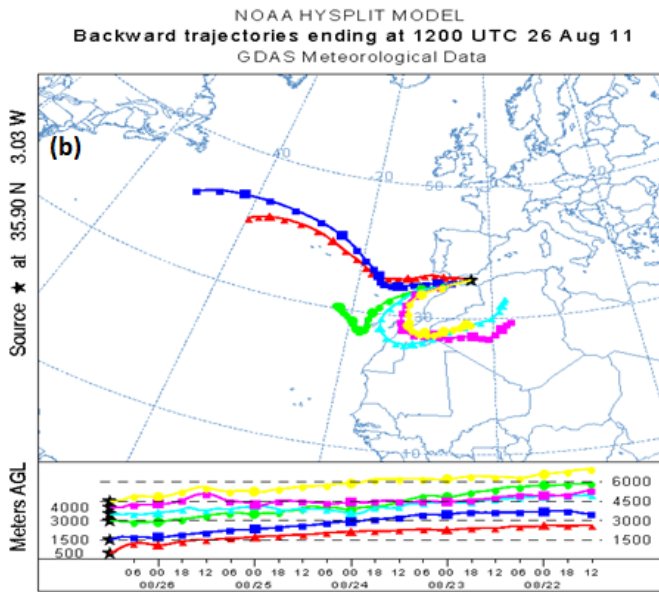 NOAA HYSPLIT MODEL
Backward trajectories ending at 1200 UTC 26 Aug 11
GDAS Meteorological Data
Source ★ at 35.90 N 3.03 W
(b)
60
40
20
50
20
30
10
Meters AGL
4000
3000
1500
500
6000
4500
3000
1500
06 00 18 12 06 00 18 12 06 00 18 12 06 00 18 12 06 00 18 12
08/26 08/25 08/24 08/23 08/22